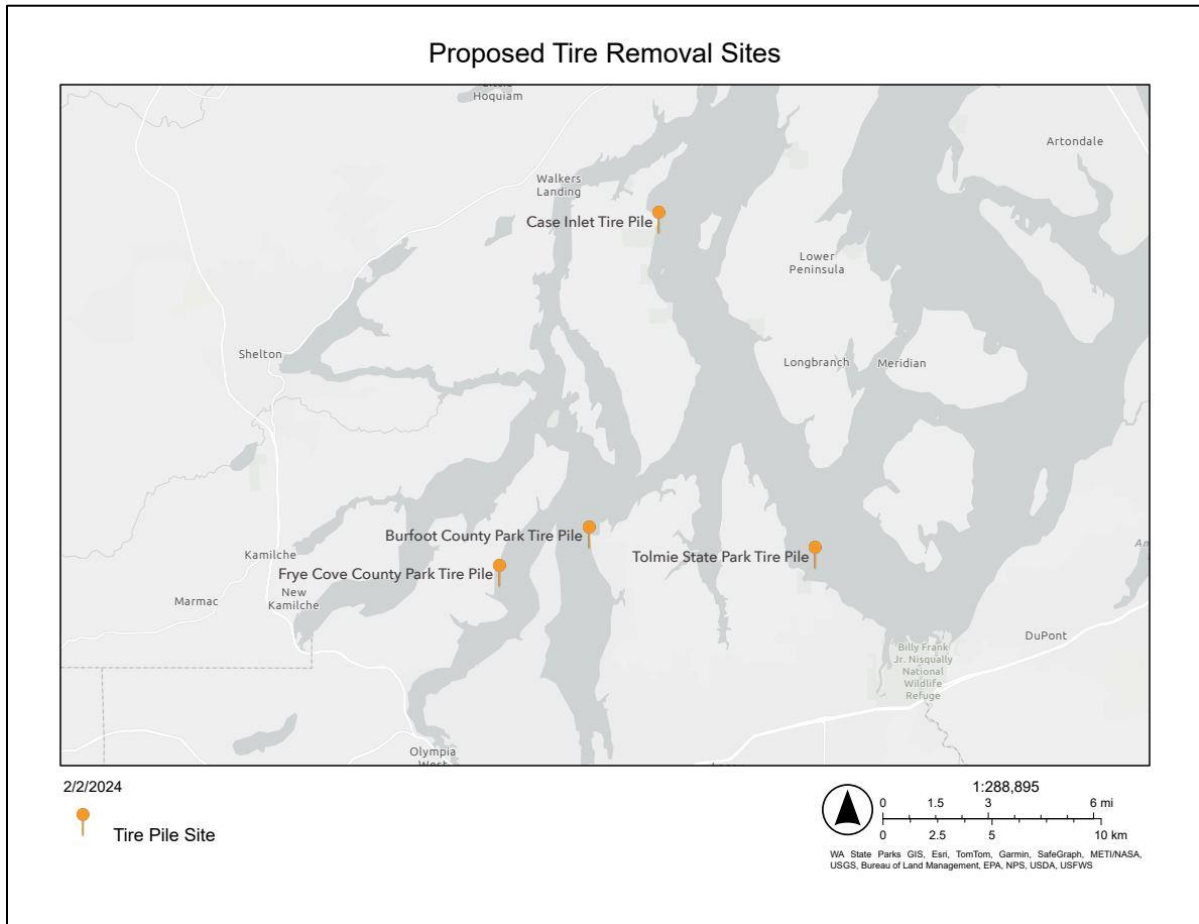 Proposed Tire Removal Sites
Hoquiam
Artondale
Walkers
Landing
Case Inlet Tire Pile
Lower
Peninsula
Shelton
Longbranch
Meridian
Burfoot County Park Tire Pile
Tolmie State Park Tire Pile
Kamilche
Frye Cove County Park Tire Pile
New
Kamilche
Marmac
DuPont
Billy Frank
Jr. Nisqually
National
Wildlife
Refuge
Olympia
West
2/2/2024
Tire Pile Site
1:288,895
0 1.5 3 6 mi
0 2.5 5 10 km
WA State Parks GIS, Esri, TomTom, Garmin, SafeGraph, METI/NASA,
USGS, Bureau of Land Management, EPA, NPS, USDA, USFWS